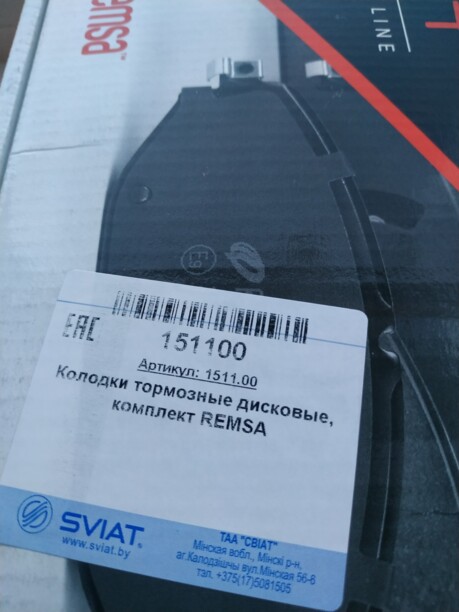 remsa
LINE
EAC
151100
Артикул: 1511.00
Колодки тормозные дисковые,
комплект REMSA
SVIAT
www.sviat.by
ТАА "СВІАТ"
Мінская вобл., Мінскі р-н,
аг.Калодзішчы вул.Мінская 56-6
тэл. +375(17)5081505